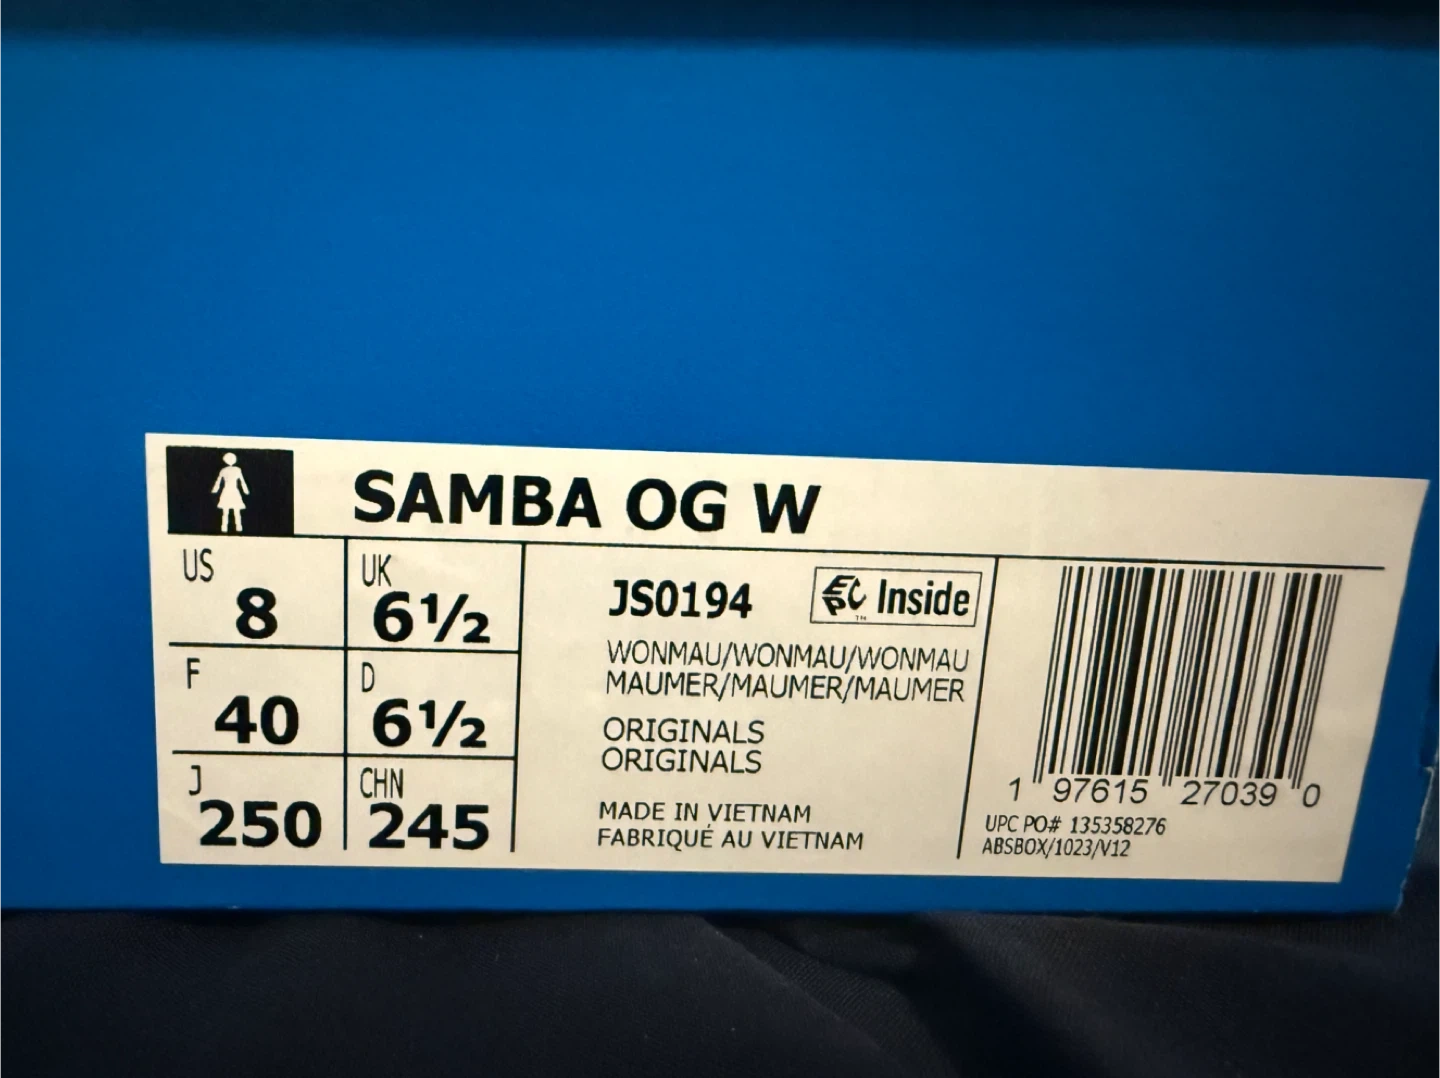 SAMBA OG W
US 8
UK 6½
F 40
D 6½
J 250
CHN 245
JS0194
EPC Inside
TM
WONMAU/WONMAU/WONMAU
MAUMER/MAUMER/MAUMER
ORIGINALS
ORIGINALS
MADE IN VIETNAM
FABRIQUÉ AU VIETNAM
1 97615 27039 0
UPC PO# 135358276
ABSBOX/1023/V12